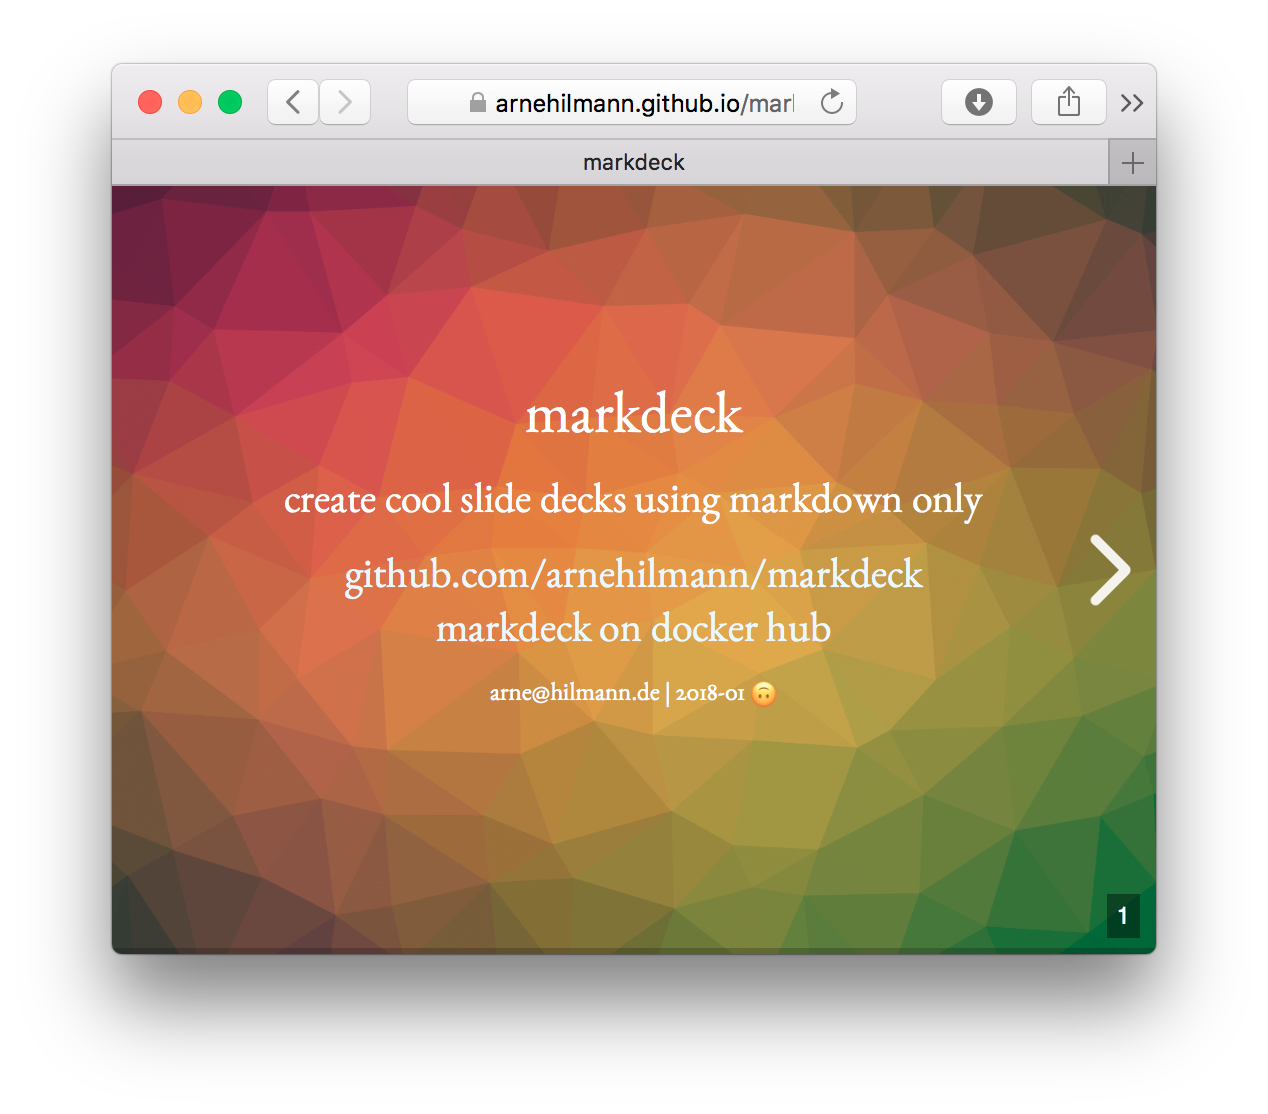 arnehilmann.github.io/mar
markdeck
markdeck
create cool slide decks using markdown only
github.com/arnehilmann/markdeck
markdeck on docker hub
arne@hilmann.de | 2018-01 🙃
1